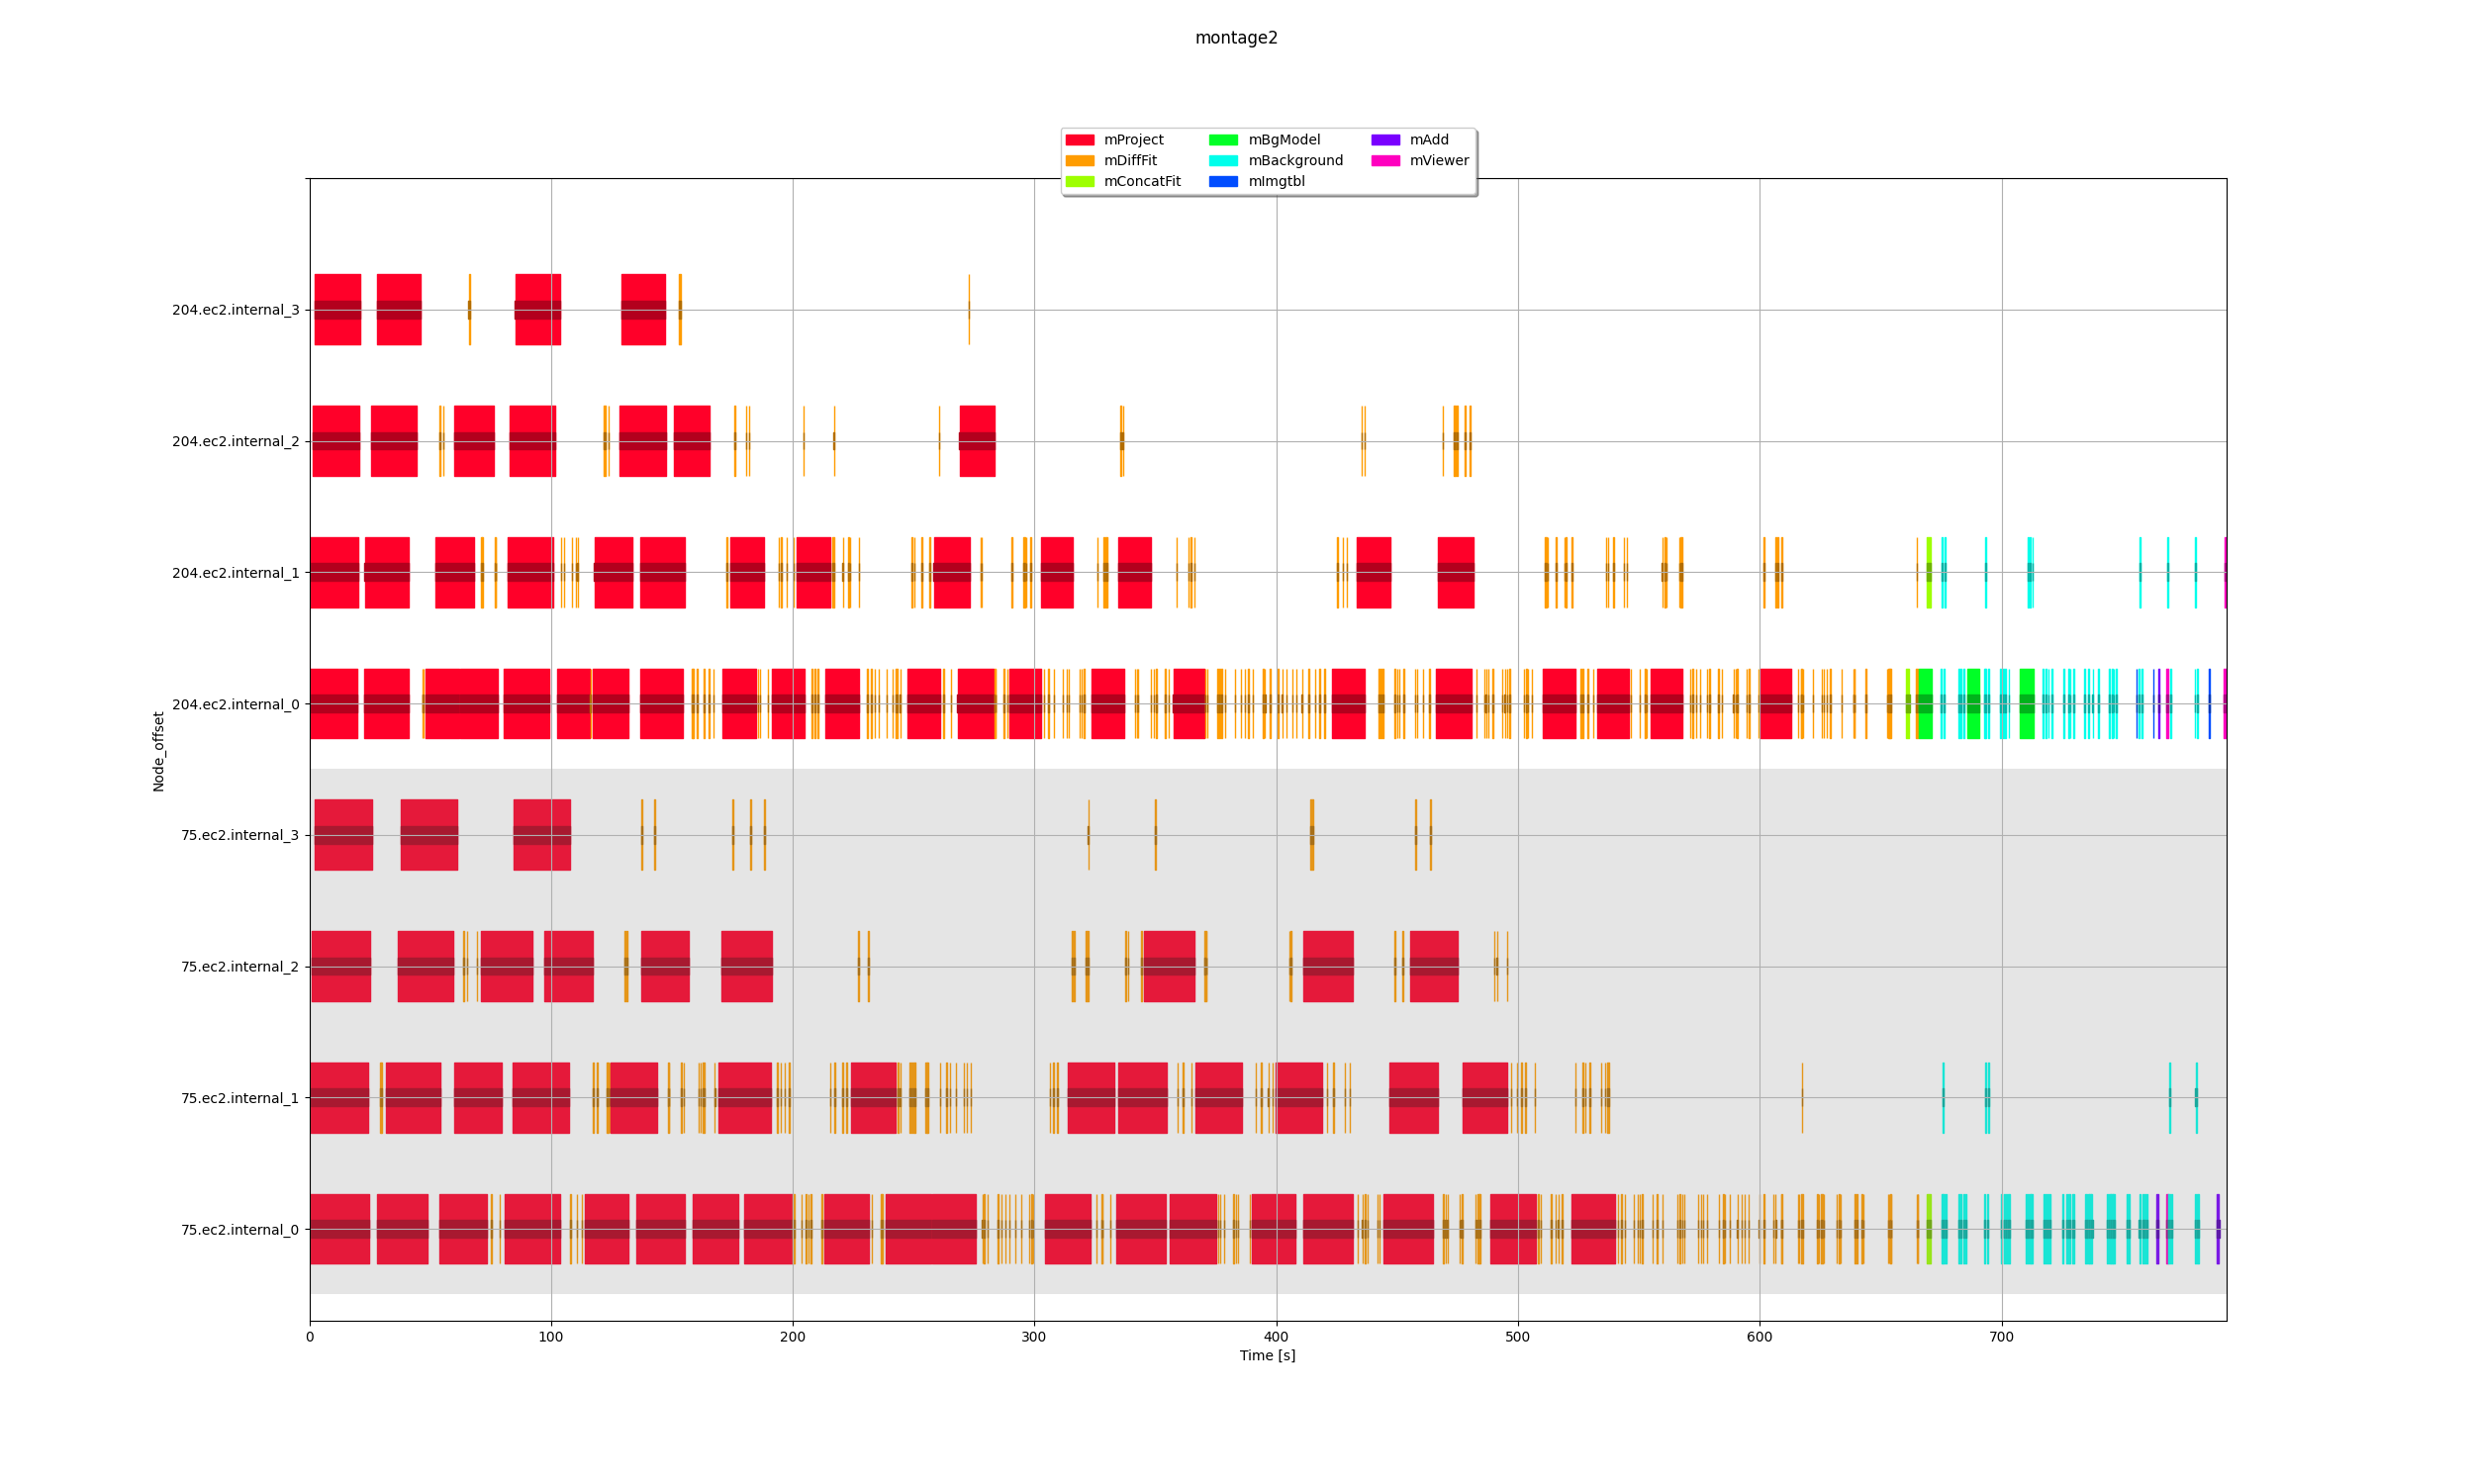 montage2
mProject mBgModel mAdd
mDiffFit mBackground mViewer
mConcatFit mImgtbl
204.ec2.internal_3
204.ec2.internal_2
204.ec2.internal_1
204.ec2.internal_0
75.ec2.internal_3
75.ec2.internal_2
75.ec2.internal_1
75.ec2.internal_0
Node_offset
0 100 200 300 400 500 600 700
Time [s]